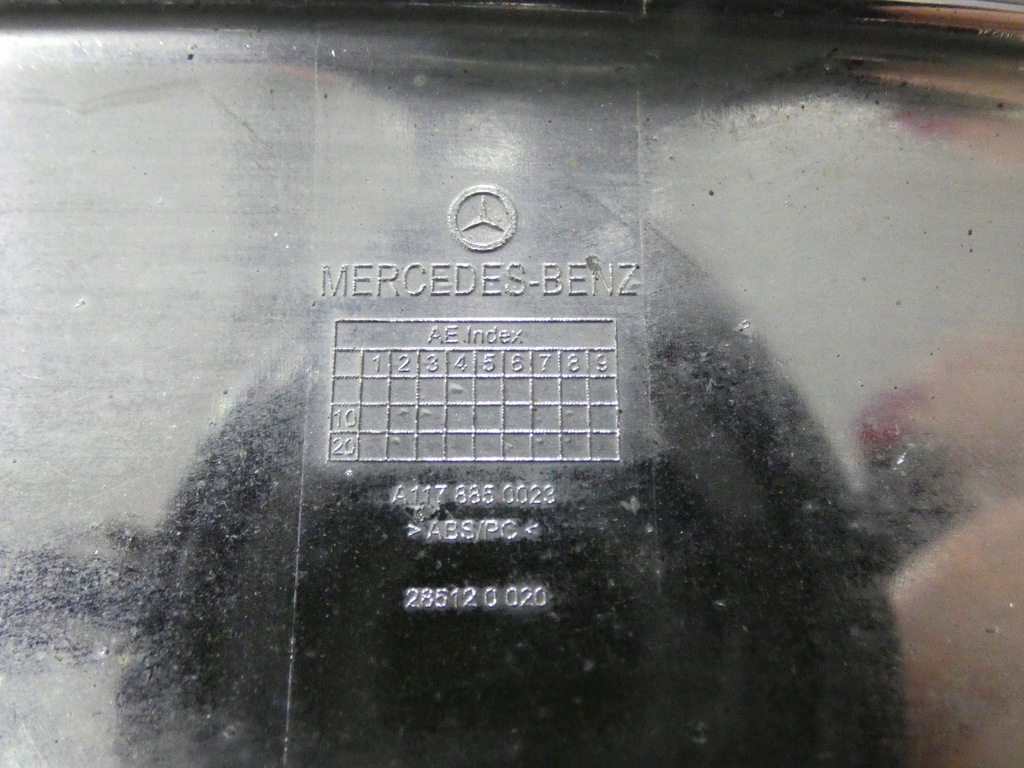 MERCEDES-BENZ
AE.Index
1 2 3 4 5 6 7 8 9
10
20
A117 885 0023
>ABS/PC<
28512 0 020